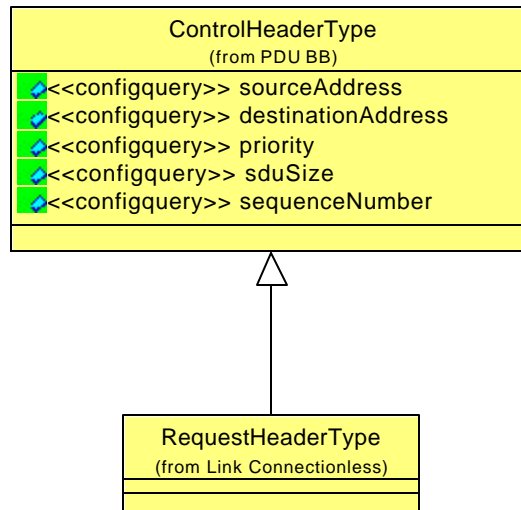 ControlHeaderType
(from PDU BB)
<<configquery>> sourceAddress
<<configquery>> destinationAddress
<<configquery>> priority
<<configquery>> sduSize
<<configquery>> sequenceNumber
RequestHeaderType
(from Link Connectionless)